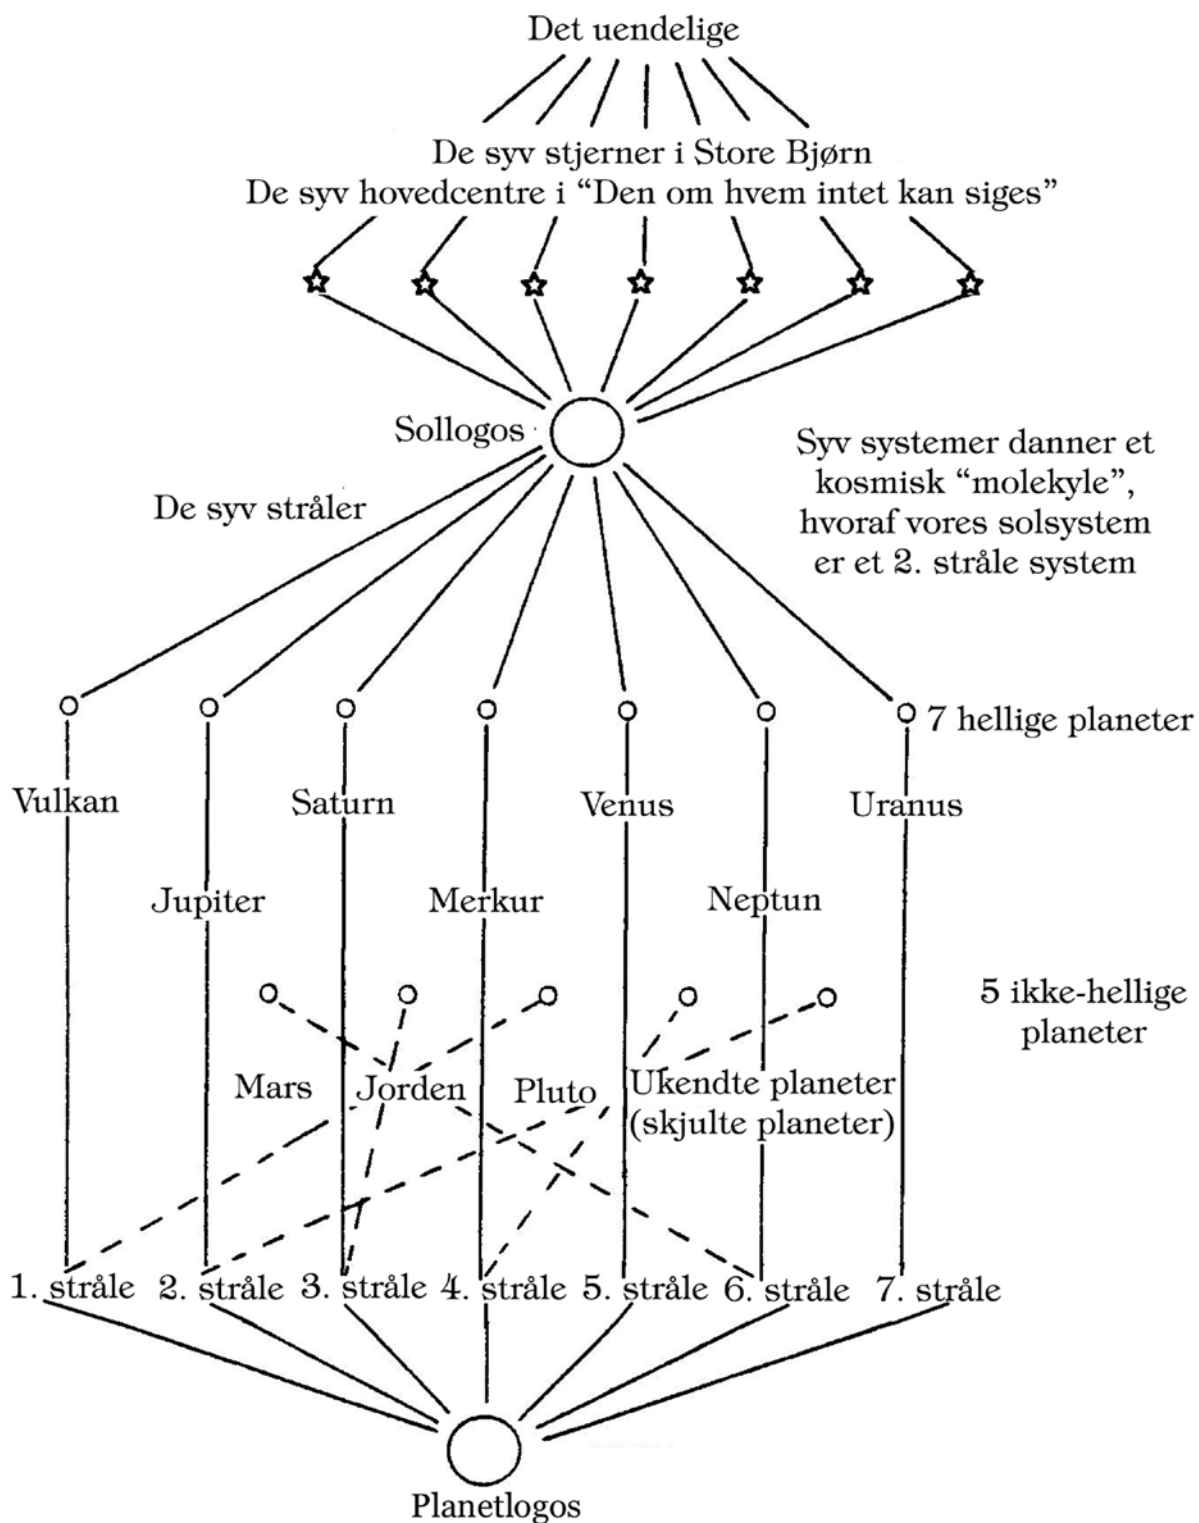 Det uendelige
De syv stjerner i Store Bjørn
De syv hovedcentre i “Den om hvem intet kan siges”
Sollogos
Syv systemer danner et
kosmisk “molekyle”,
hvoraf vores solsystem
er et 2. stråle system
De syv stråler
7 hellige planeter
Vulkan
Saturn
Venus
Uranus
Jupiter
Merkur
Neptun
5 ikke-hellige
planeter
Mars
Jorden
Pluto
Ukendte planeter
(skjulte planeter)
1. stråle
2. stråle
3. stråle
4. stråle
5. stråle
6. stråle
7. stråle
Planetlogos